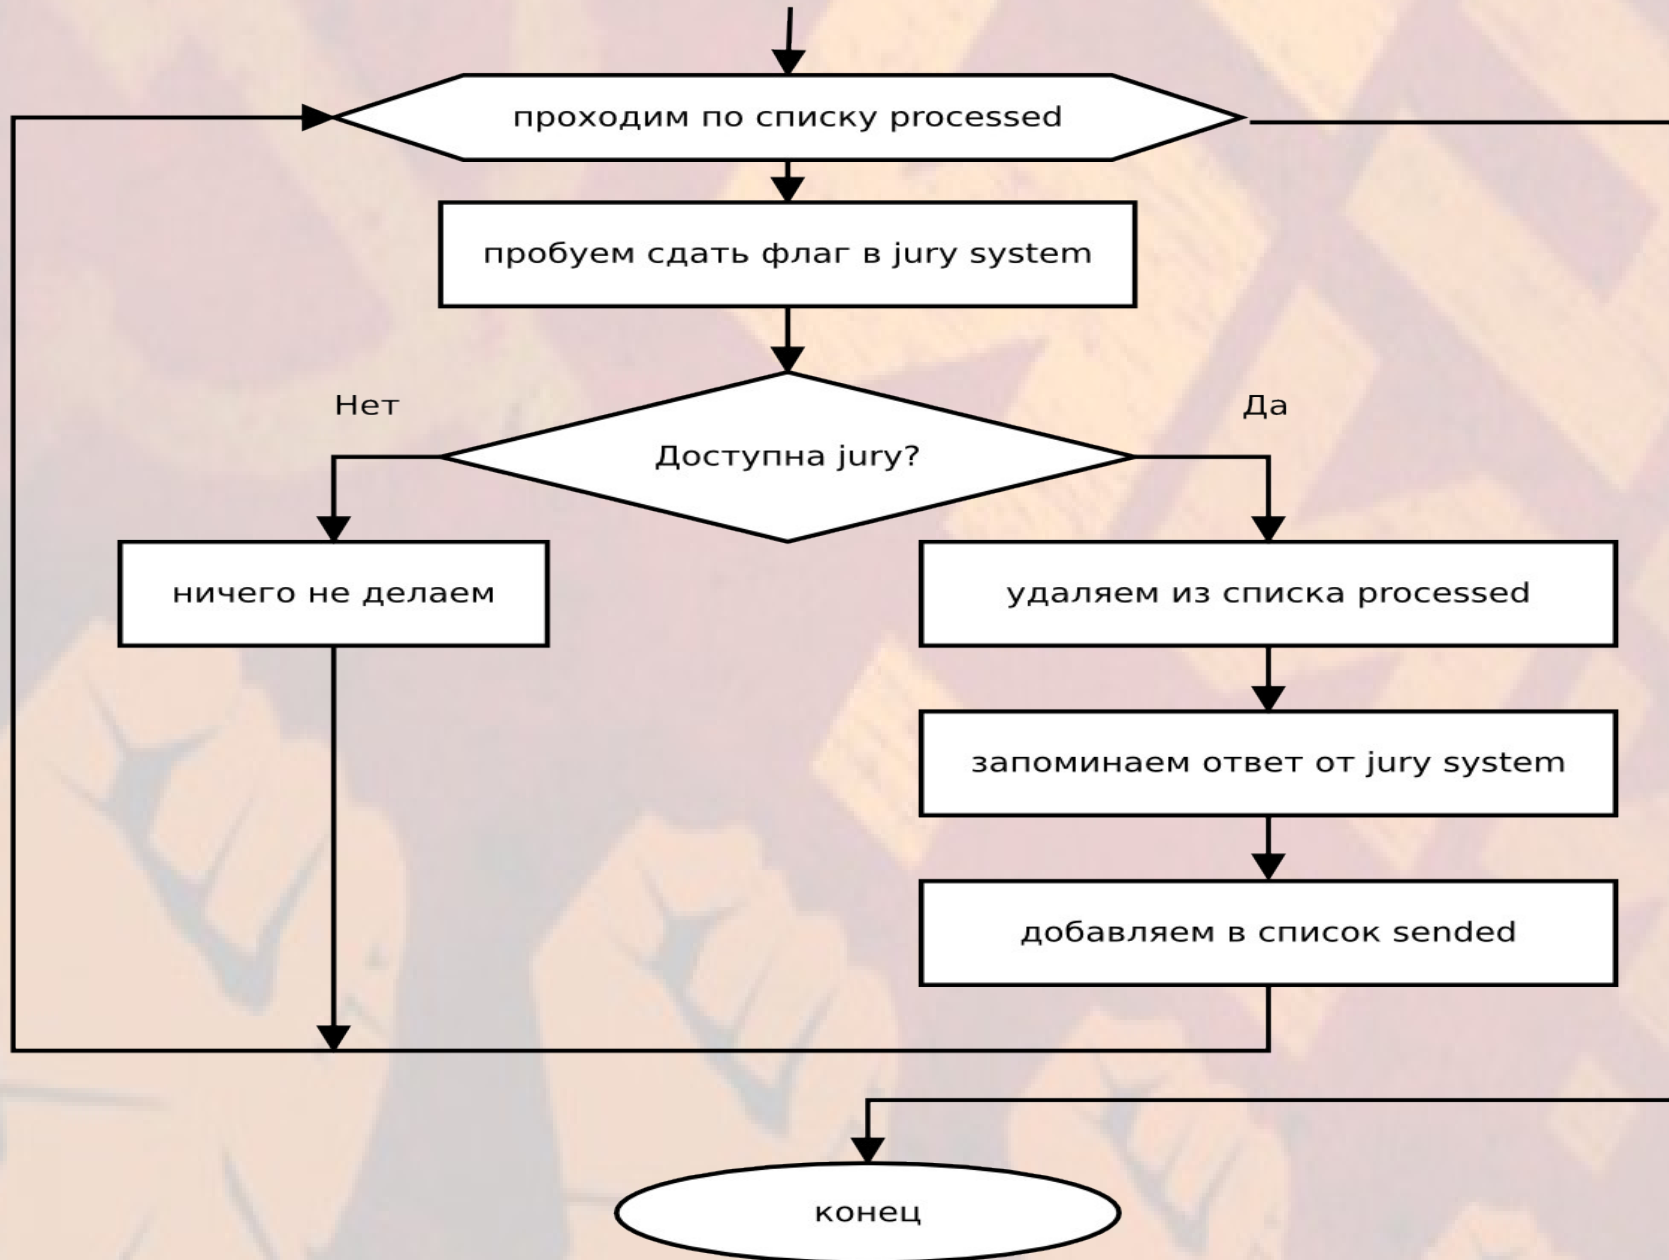 проходим по списку processed
пробуем сдать флаг в jury system
Нет
Да
Доступна jury?
ничего не делаем
удаляем из списка processed
запоминаем ответ от jury system
добавляем в список sended
конец